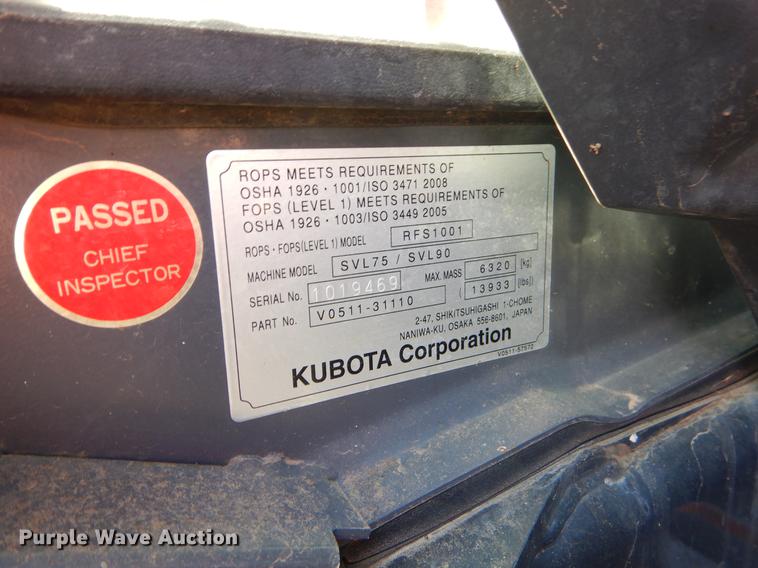 PASSED
CHIEF
INSPECTOR
ROPS MEETS REQUIREMENTS OF
OSHA 1926・1001/ISO 3471 2008
FOPS (LEVEL 1) MEETS REQUIREMENTS OF
OSHA 1926・1003/ISO 3449 2005
ROPS・FOPS(LEVEL 1) MODEL RFS1001
MACHINE MODEL SVL75 / SVL90
SERIAL No. 1019469 MAX. MASS 6320 [kg]
PART No. V0511-31110 ( 13933 [lbs])
2-47, SHIKITSUHIGASHI 1-CHOME
NANIWA-KU, OSAKA 556-8601, JAPAN
KUBOTA Corporation
V0511-57572
Purple Wave Auction®